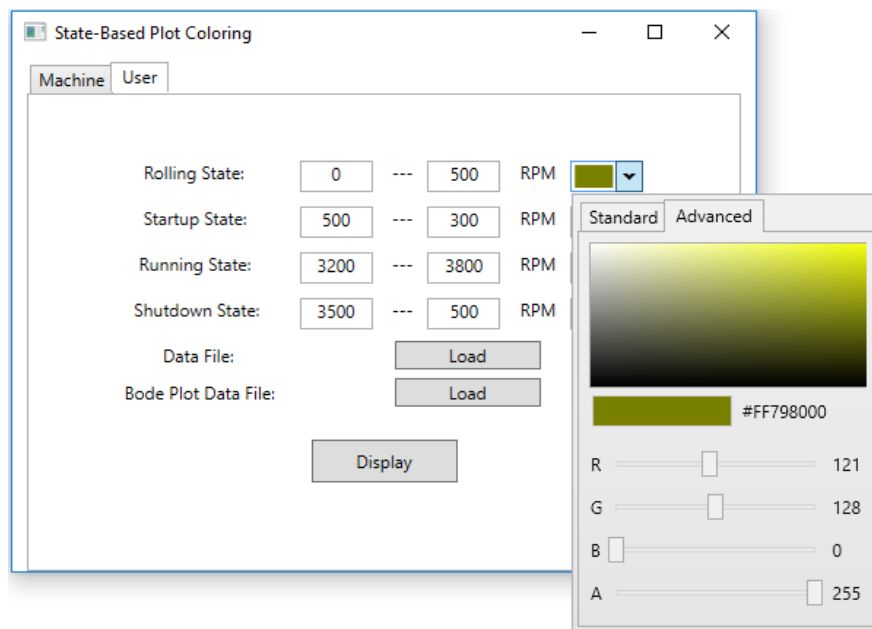 State-Based Plot Coloring
Machine User
Rolling State: 0 --- 500 RPM
Startup State: 500 --- 300 RPM
Running State: 3200 --- 3800 RPM
Shutdown State: 3500 --- 500 RPM
Data File: Load
Bode Plot Data File: Load
Display
Standard Advanced
#FF798000
R 121
G 128
B 0
A 255